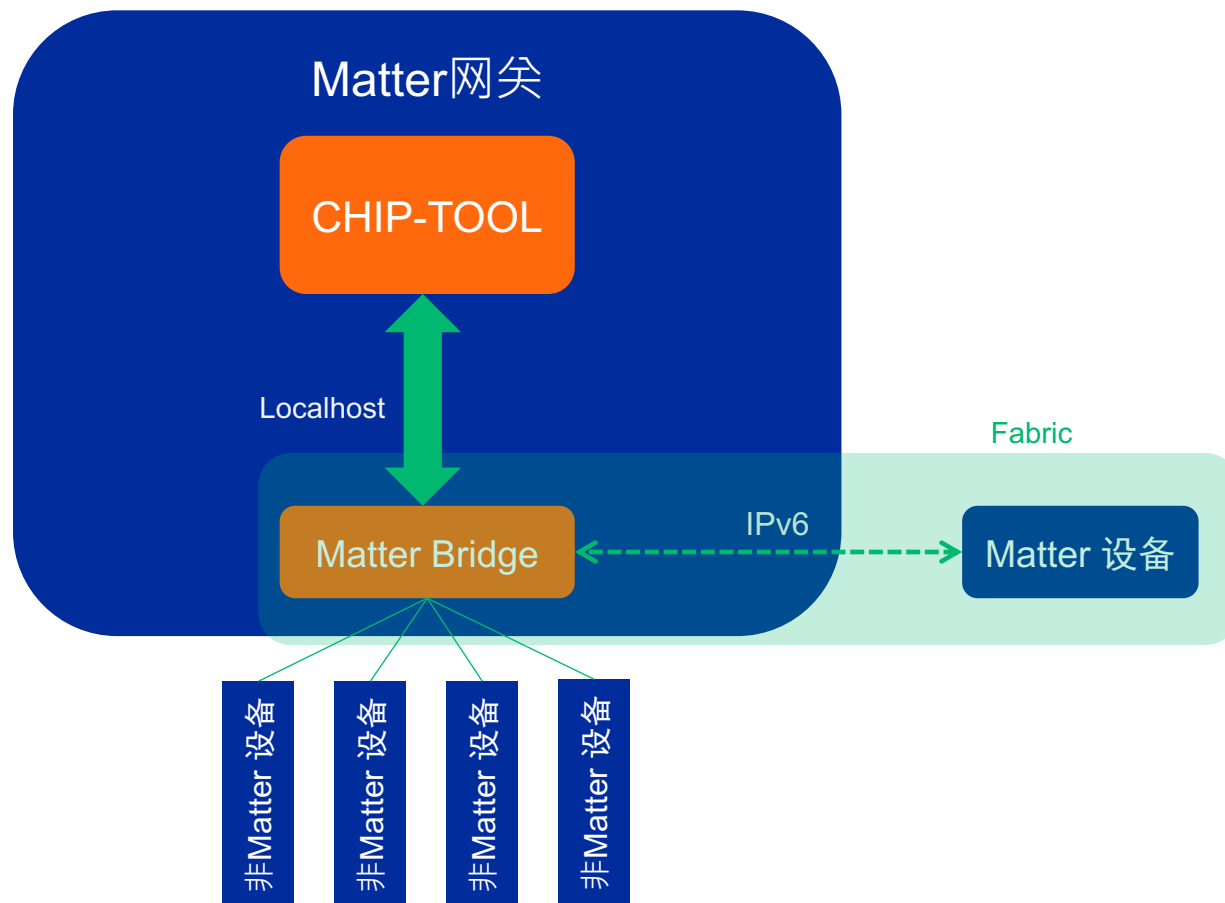 Matter网关
CHIP-TOOL
Localhost
Fabric
IPv6
Matter Bridge
Matter 设备
非Matter 设备
非Matter 设备
非Matter 设备
非Matter 设备